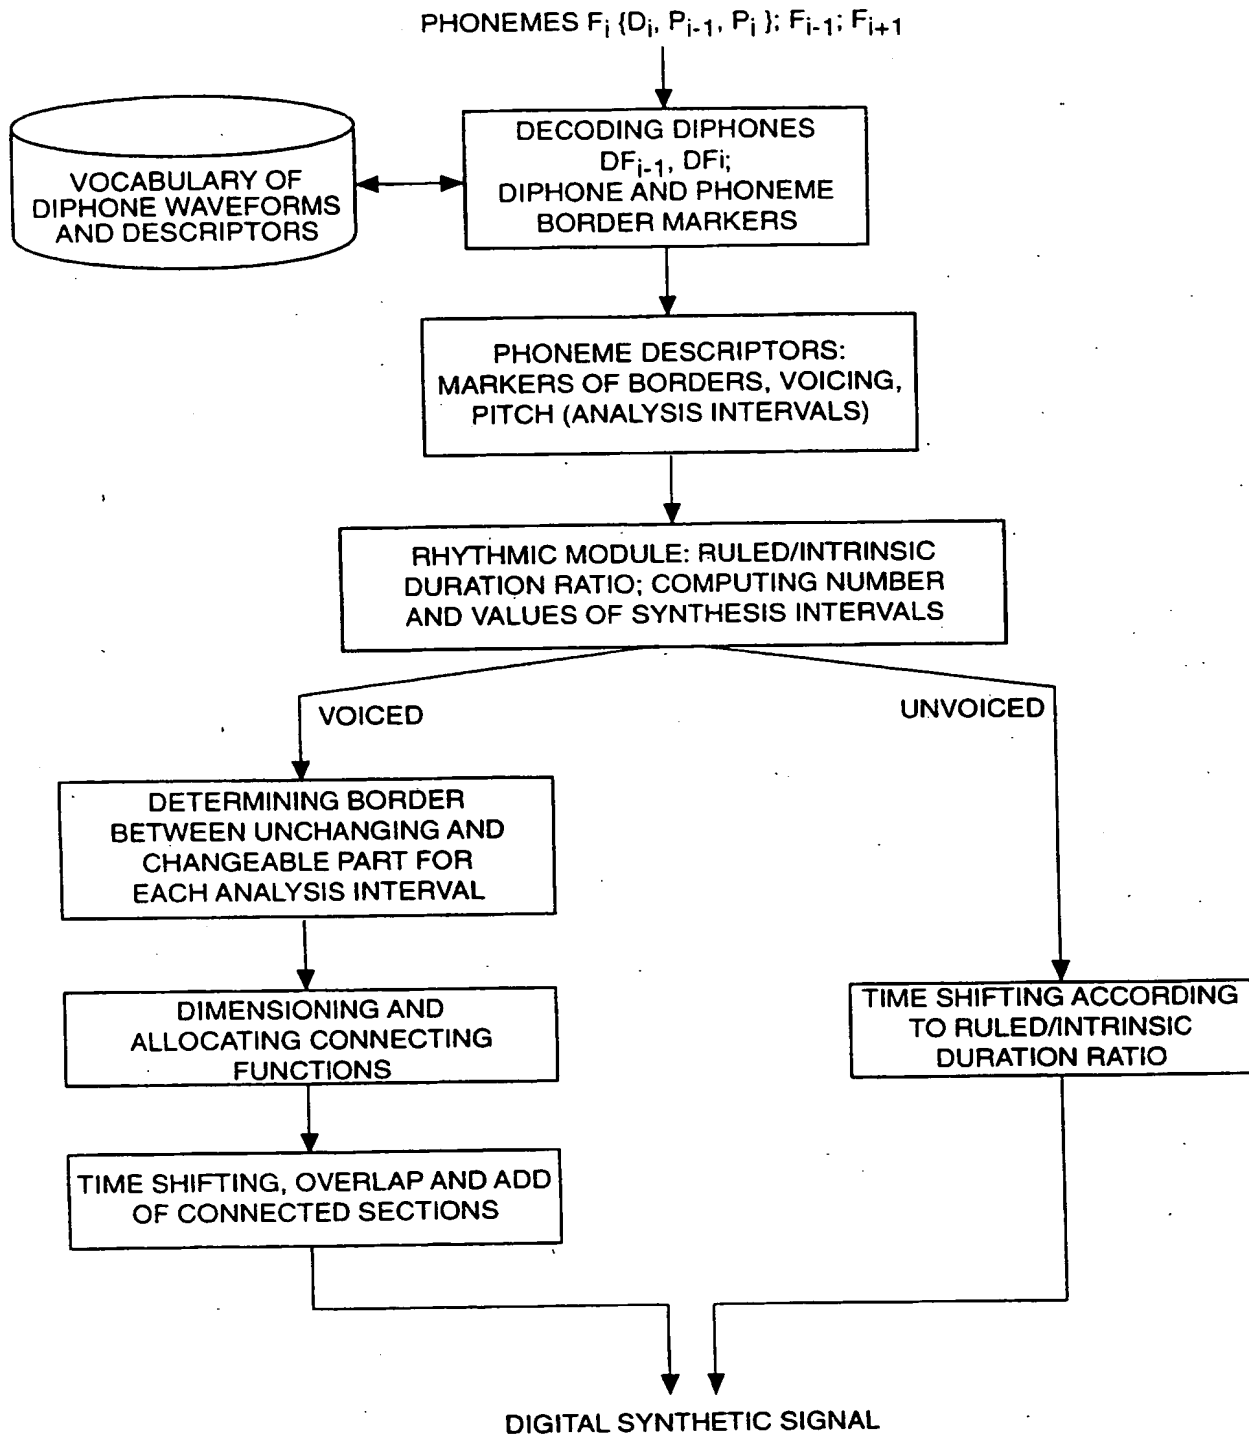 PHONEMES Fi {Di, Pi-1, Pi }; Fi-1; Fi+1
VOCABULARY OF
DIPHONE WAVEFORMS
AND DESCRIPTORS
DECODING DIPHONES
DFi-1, DFi;
DIPHONE AND PHONEME
BORDER MARKERS
PHONEME DESCRIPTORS:
MARKERS OF BORDERS, VOICING,
PITCH (ANALYSIS INTERVALS)
RHYTHMIC MODULE: RULED/INTRINSIC
DURATION RATIO; COMPUTING NUMBER
AND VALUES OF SYNTHESIS INTERVALS
VOICED
UNVOICED
DETERMINING BORDER
BETWEEN UNCHANGING AND
CHANGEABLE PART FOR
EACH ANALYSIS INTERVAL
DIMENSIONING AND
ALLOCATING CONNECTING
FUNCTIONS
TIME SHIFTING ACCORDING
TO RULED/INTRINSIC
DURATION RATIO
TIME SHIFTING, OVERLAP AND ADD
OF CONNECTED SECTIONS
DIGITAL SYNTHETIC SIGNAL